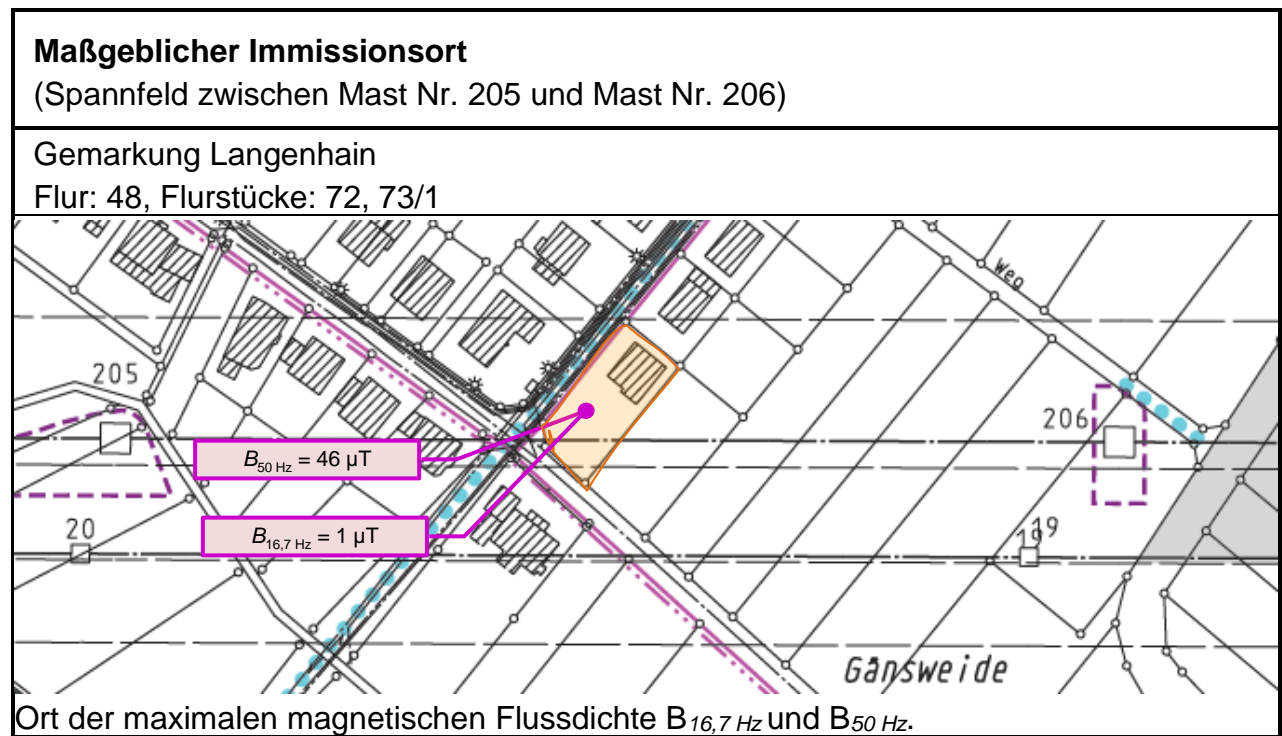 Maßgeblicher Immissionsort
(Spannfeld zwischen Mast Nr. 205 und Mast Nr. 206)
Gemarkung Langenhain
Flur: 48, Flurstücke: 72, 73/1
Weg
205
206
B50 Hz = 46 µT
B16,7 Hz = 1 µT
20
199
Gänsweide
Ort der maximalen magnetischen Flussdichte B16,7 Hz und B50 Hz.